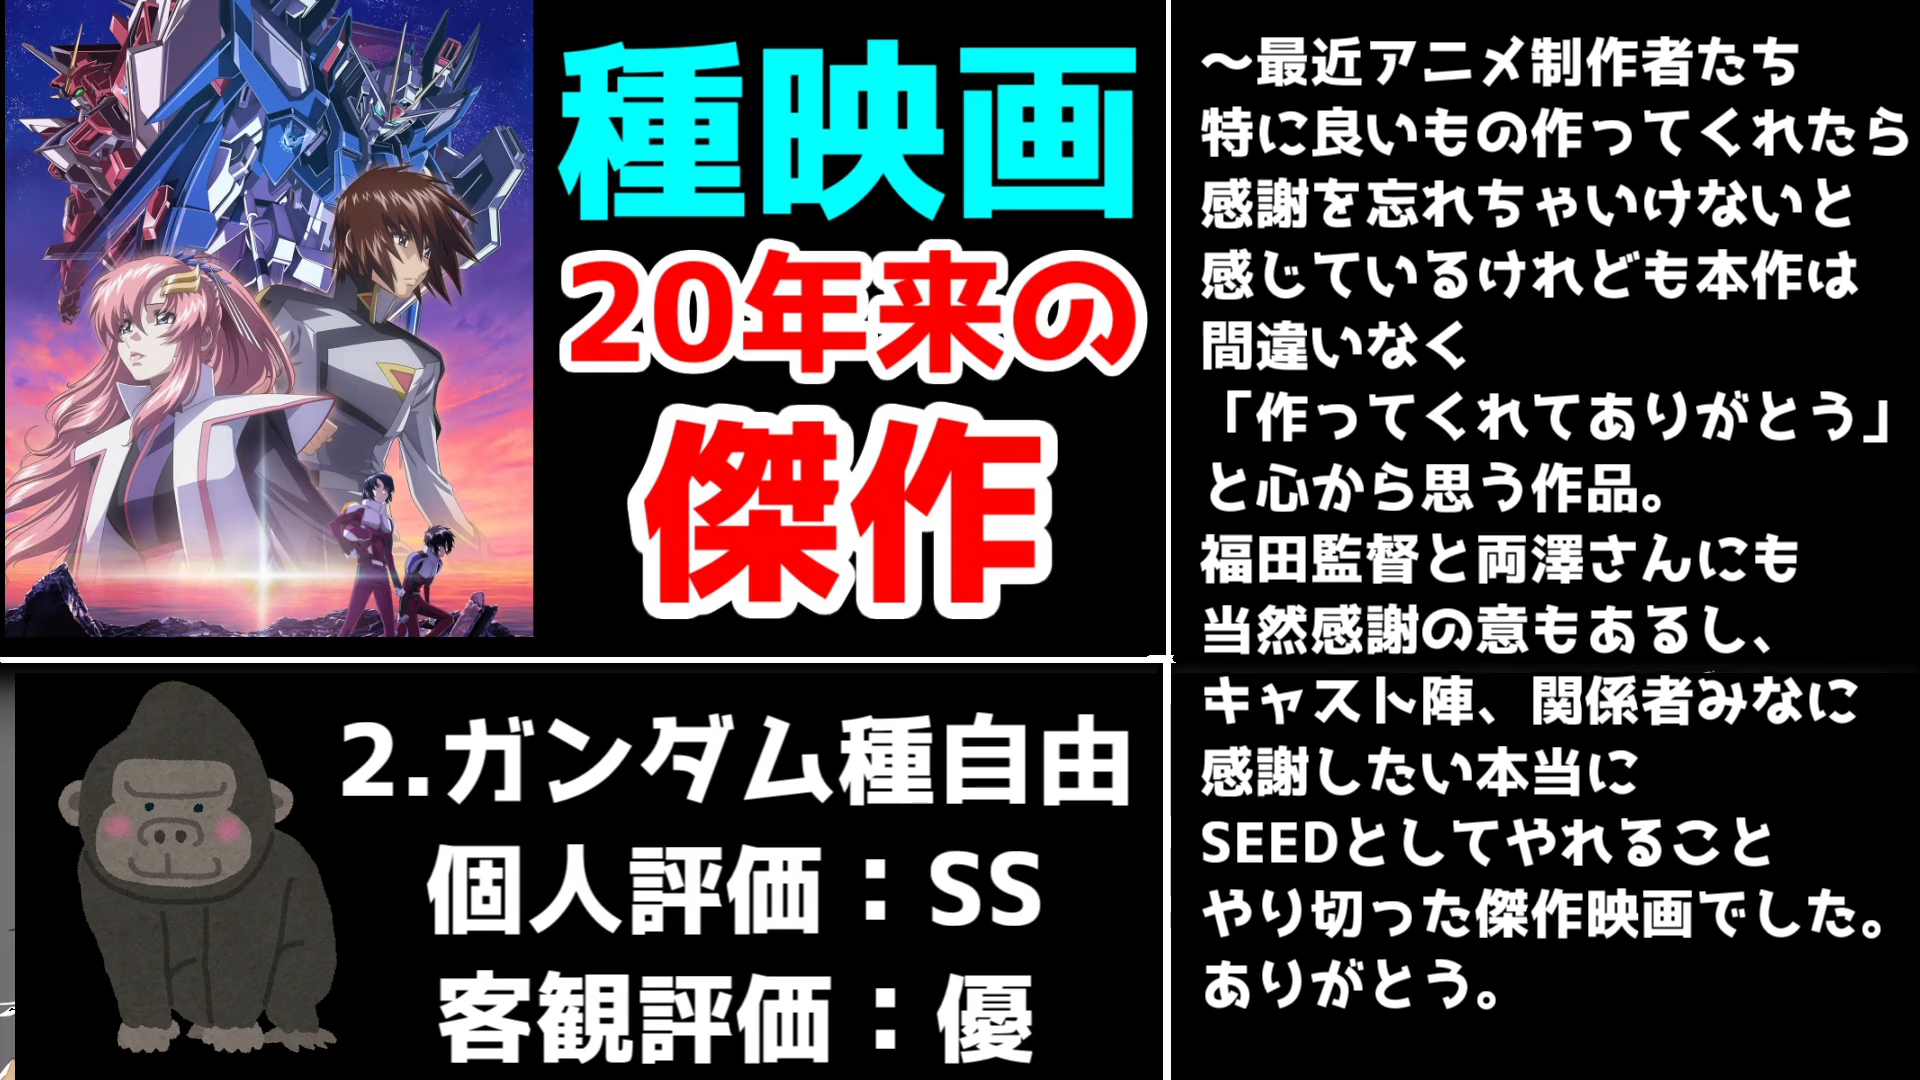 種映画
20年来の
傑作
2.ガンダム種自由
個人評価：SS
客観評価：優
～最近アニメ制作者たち
特に良いもの作ってくれたら
感謝を忘れちゃいけないと
感じているけれども本作は
間違いなく
「作ってくれてありがとう」
と心から思う作品。
福田監督と両澤さんにも
当然感謝の意もあるし、
キャスト陣、関係者みなに
感謝したい本当に
SEEDとしてやれること
やり切った傑作映画でした。
ありがとう。